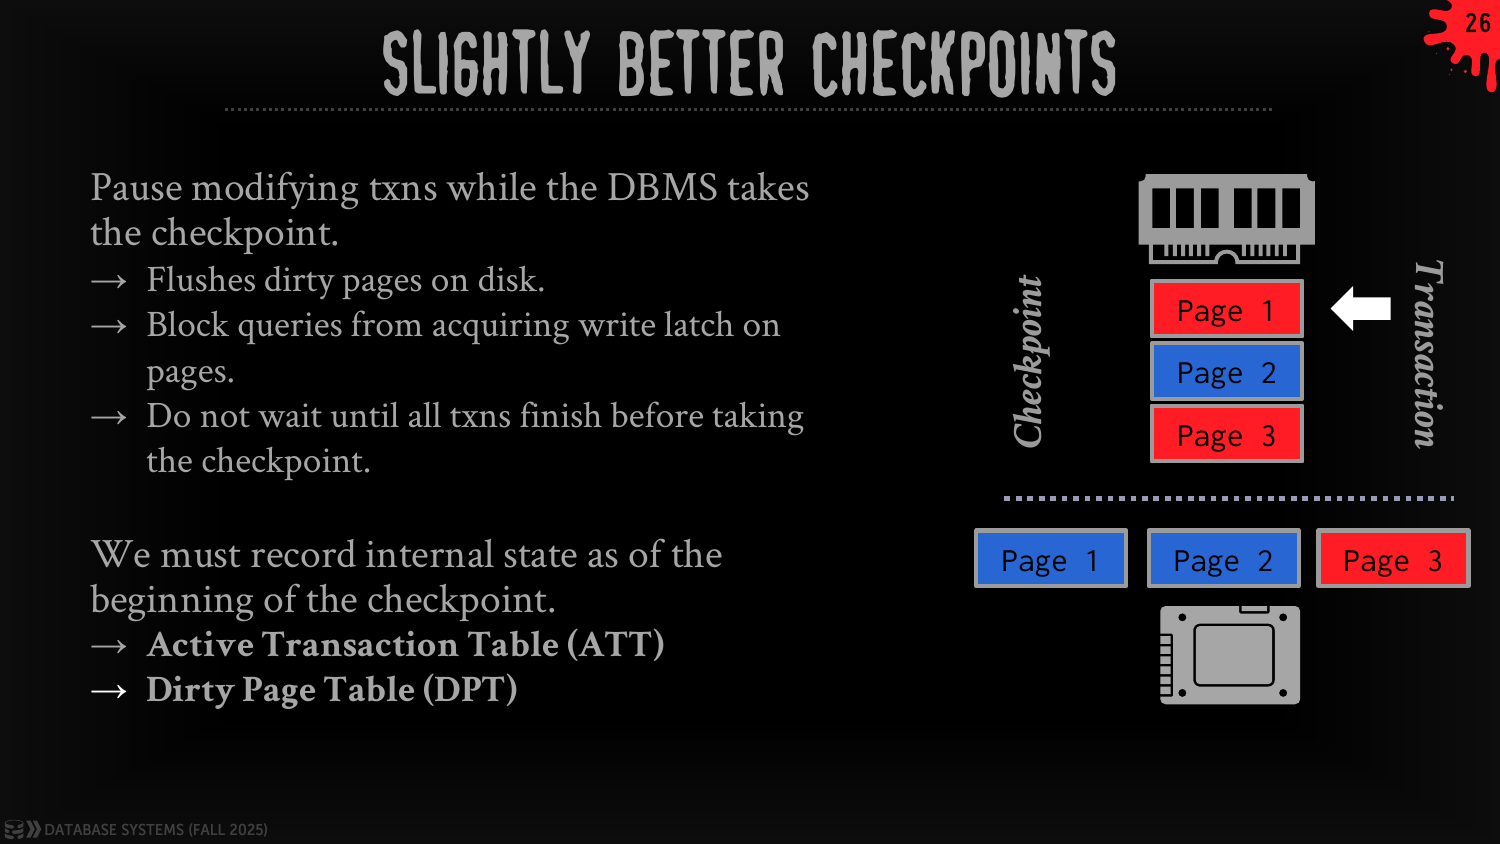 26
SLIGHTLY BETTER CHECKPOINTS
Pause modifying txns while the DBMS takes
the checkpoint.
→ Flushes dirty pages on disk.
→ Block queries from acquiring write latch on
pages.
→ Do not wait until all txns finish before taking
the checkpoint.
We must record internal state as of the
beginning of the checkpoint.
→ Active Transaction Table (ATT)
→ Dirty Page Table (DPT)
Checkpoint
Page 1
Page 2
Page 3
Transaction
Page 1
Page 2
Page 3
DATABASE SYSTEMS (FALL 2025)